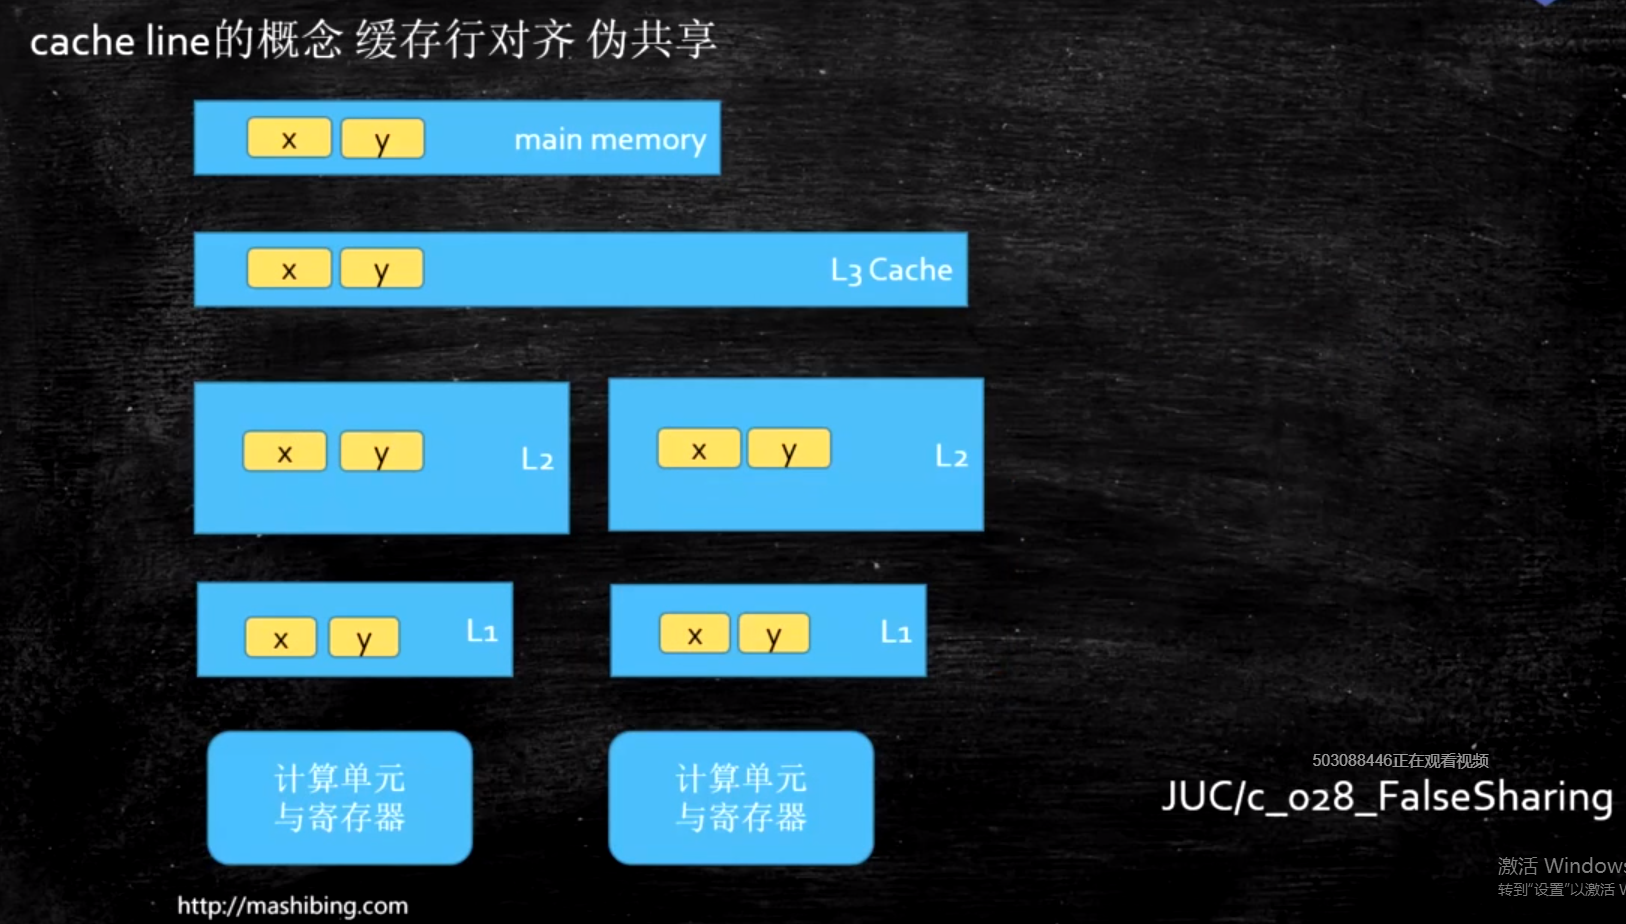 cache line的概念 缓存行对齐 伪共享
x y main memory
x y L3 Cache
x y L2 x y L2
x y L1 x y L1
计算单元 计算单元
与寄存器 与寄存器
503088446正在观看视频
JUC/c_028_FalseSharing
激活 Windows
转到"设置"以激活 W
http://mashibing.com